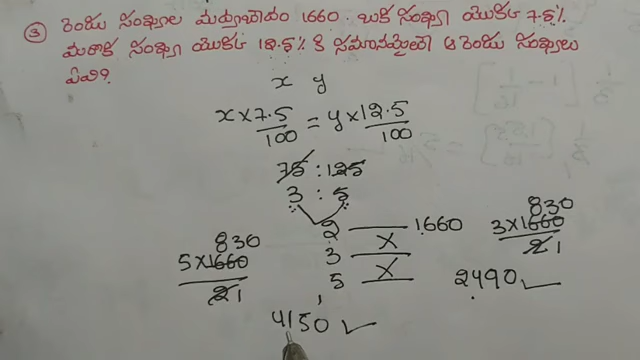 ③ రెండు సంఖ్యల మధ్య 1660. ఒక సంఖ్య యొక్క 7.5%
మరొక సంఖ్య యొక్క 12.5% కి సమానమైతే ఆ రెండు సంఖ్యలు
ఏవి?
x y
x×7.5/100 = y×12.5/100
75 : 125
3 : 5
2 — 1660
3 — x
5 — x
830
5×1660
2 1
4150 ✓
830
3×1660
2 1
2490 ✓